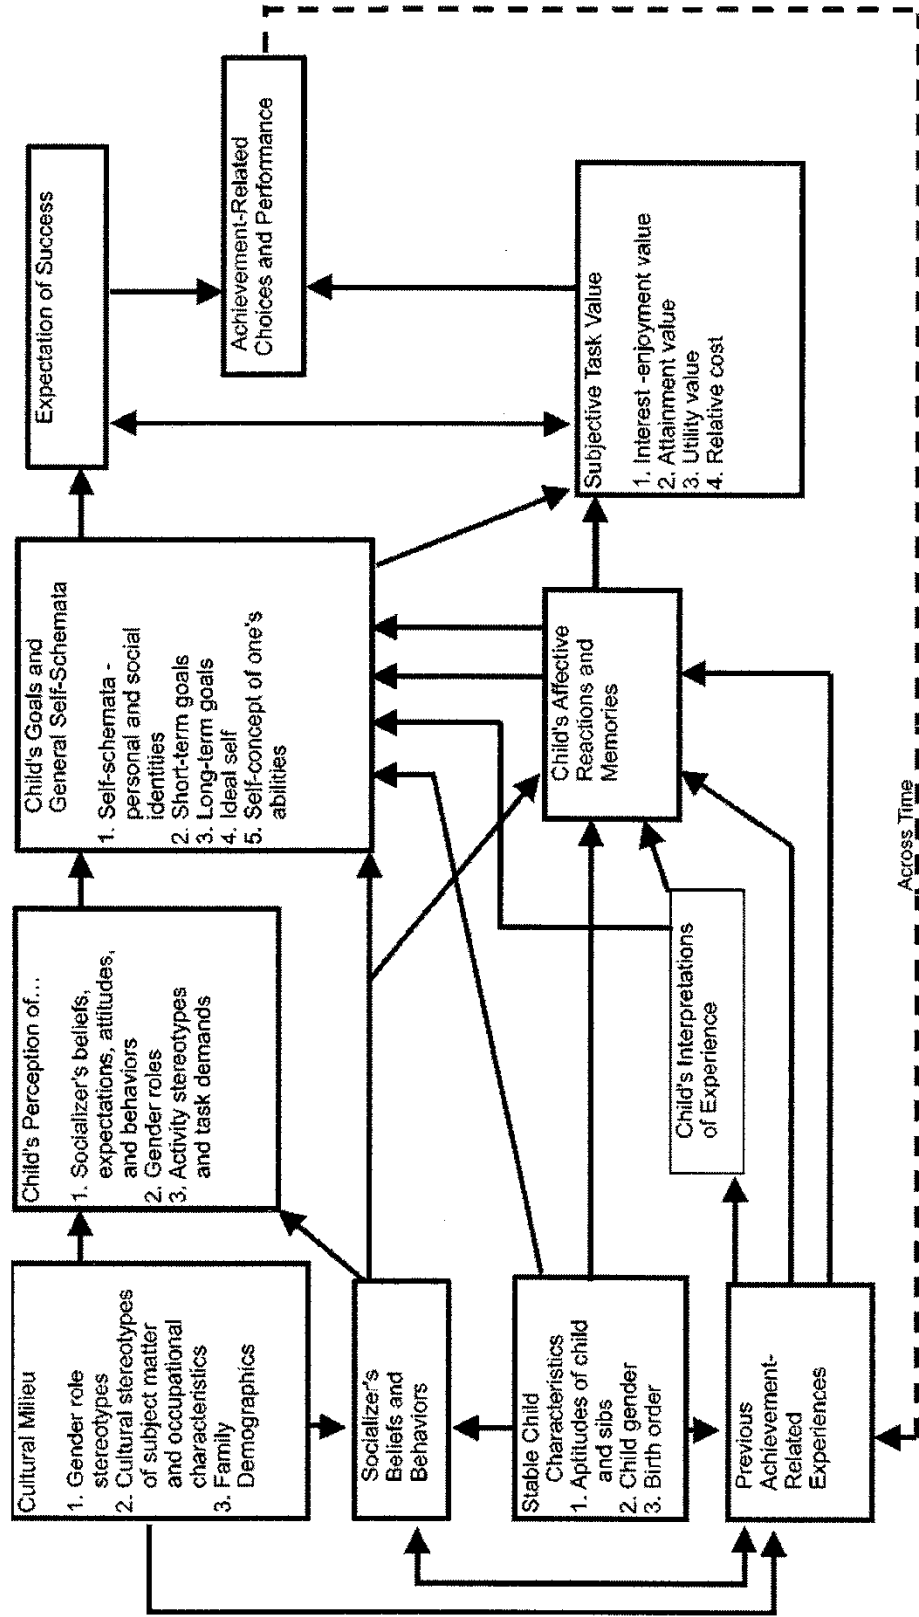 Cultural Milieu
1. Gender role
stereotypes
2. Cultural stereotypes
of subject matter
and occupational
characteristics
3. Family
Demographics
Socializer's
Beliefs and
Behaviors
Stable Child
Characteristics
1. Aptitudes of child
and sibs
2. Child gender
3. Birth order
Previous
Achievement-
Related
Experiences
Child's Perception of...
1. Socializer's beliefs,
expectations, attitudes,
and behaviors
2. Gender roles
3. Activity stereotypes
and task demands
Child's Interpretations
of Experience
Child's Goals and
General Self-Schemata
1. Self-schemata -
personal and social
identities
2. Short-term goals
3. Long-term goals
4. Ideal self
5. Self-concept of one's
abilities
Child's Affective
Reactions and
Memories
Expectation of Success
Achievement-Related
Choices and Performance
Subjective Task Value
1. Interest -enjoyment value
2. Attainment value
3. Utility value
4. Relative cost
Across Time